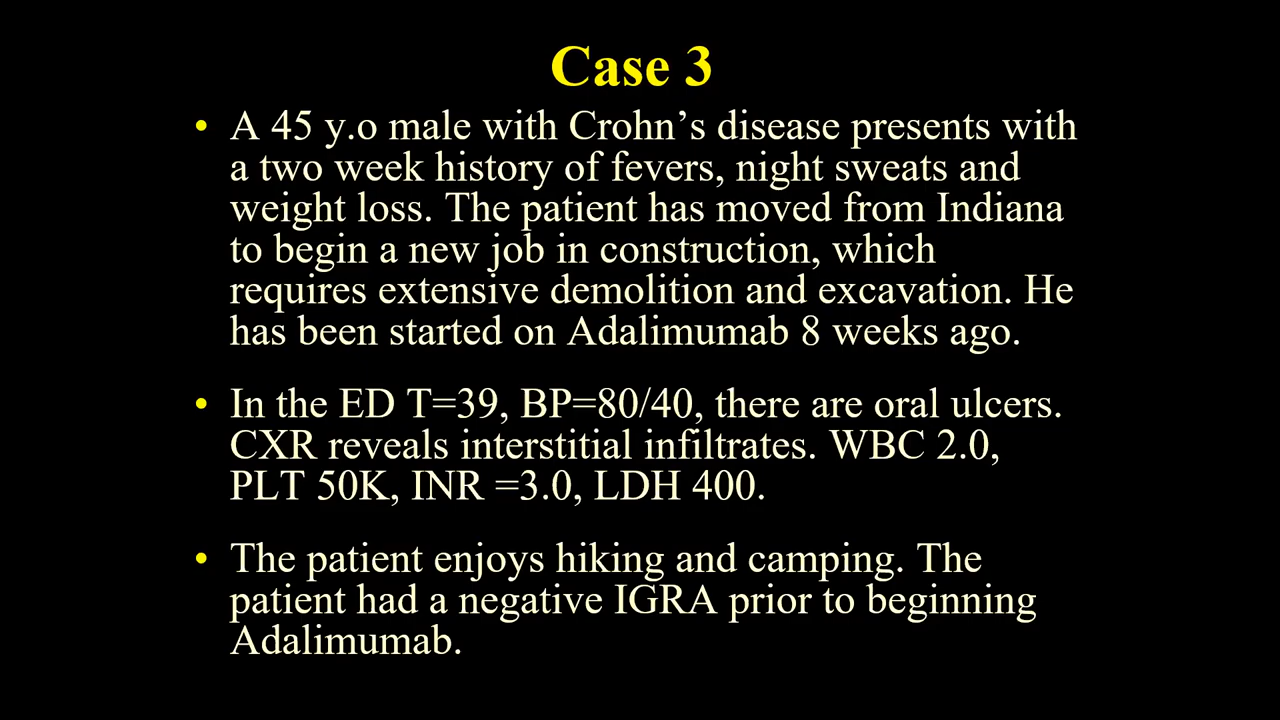 Case 3
• A 45 y.o male with Crohn’s disease presents with
a two week history of fevers, night sweats and
weight loss. The patient has moved from Indiana
to begin a new job in construction, which
requires extensive demolition and excavation. He
has been started on Adalimumab 8 weeks ago.
• In the ED T=39, BP=80/40, there are oral ulcers.
CXR reveals interstitial infiltrates. WBC 2.0,
PLT 50K, INR =3.0, LDH 400.
• The patient enjoys hiking and camping. The
patient had a negative IGRA prior to beginning
Adalimumab.